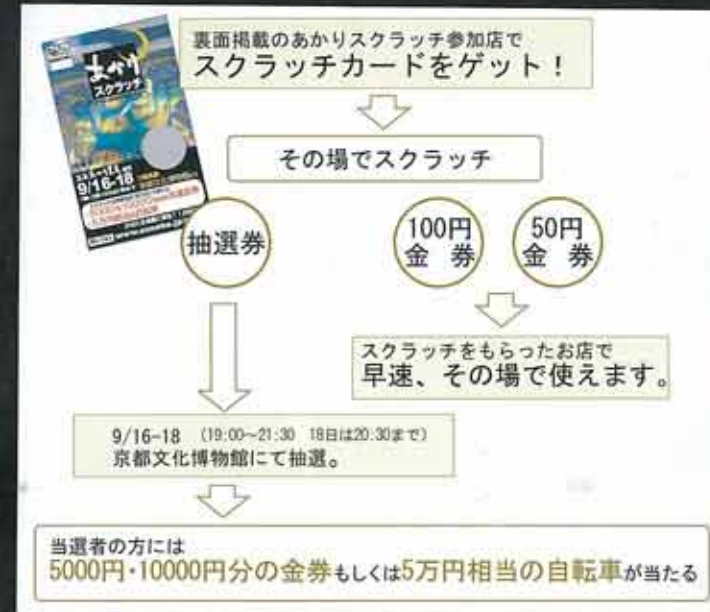 裏面掲載のあかりスクラッチ参加店で
スクラッチカードをゲット！
あかり
スクラッチ
9/16-18
その場でスクラッチ
抽選券
100円
金 券
50円
金 券
スクラッチをもらったお店で
早速、その場で使えます。
9/16-18 (19:00〜21:30 18日は20:30まで)
京都文化博物館にて抽選。
当選者の方には
5000円・10000円分の金券もしくは5万円相当の自転車が当たる